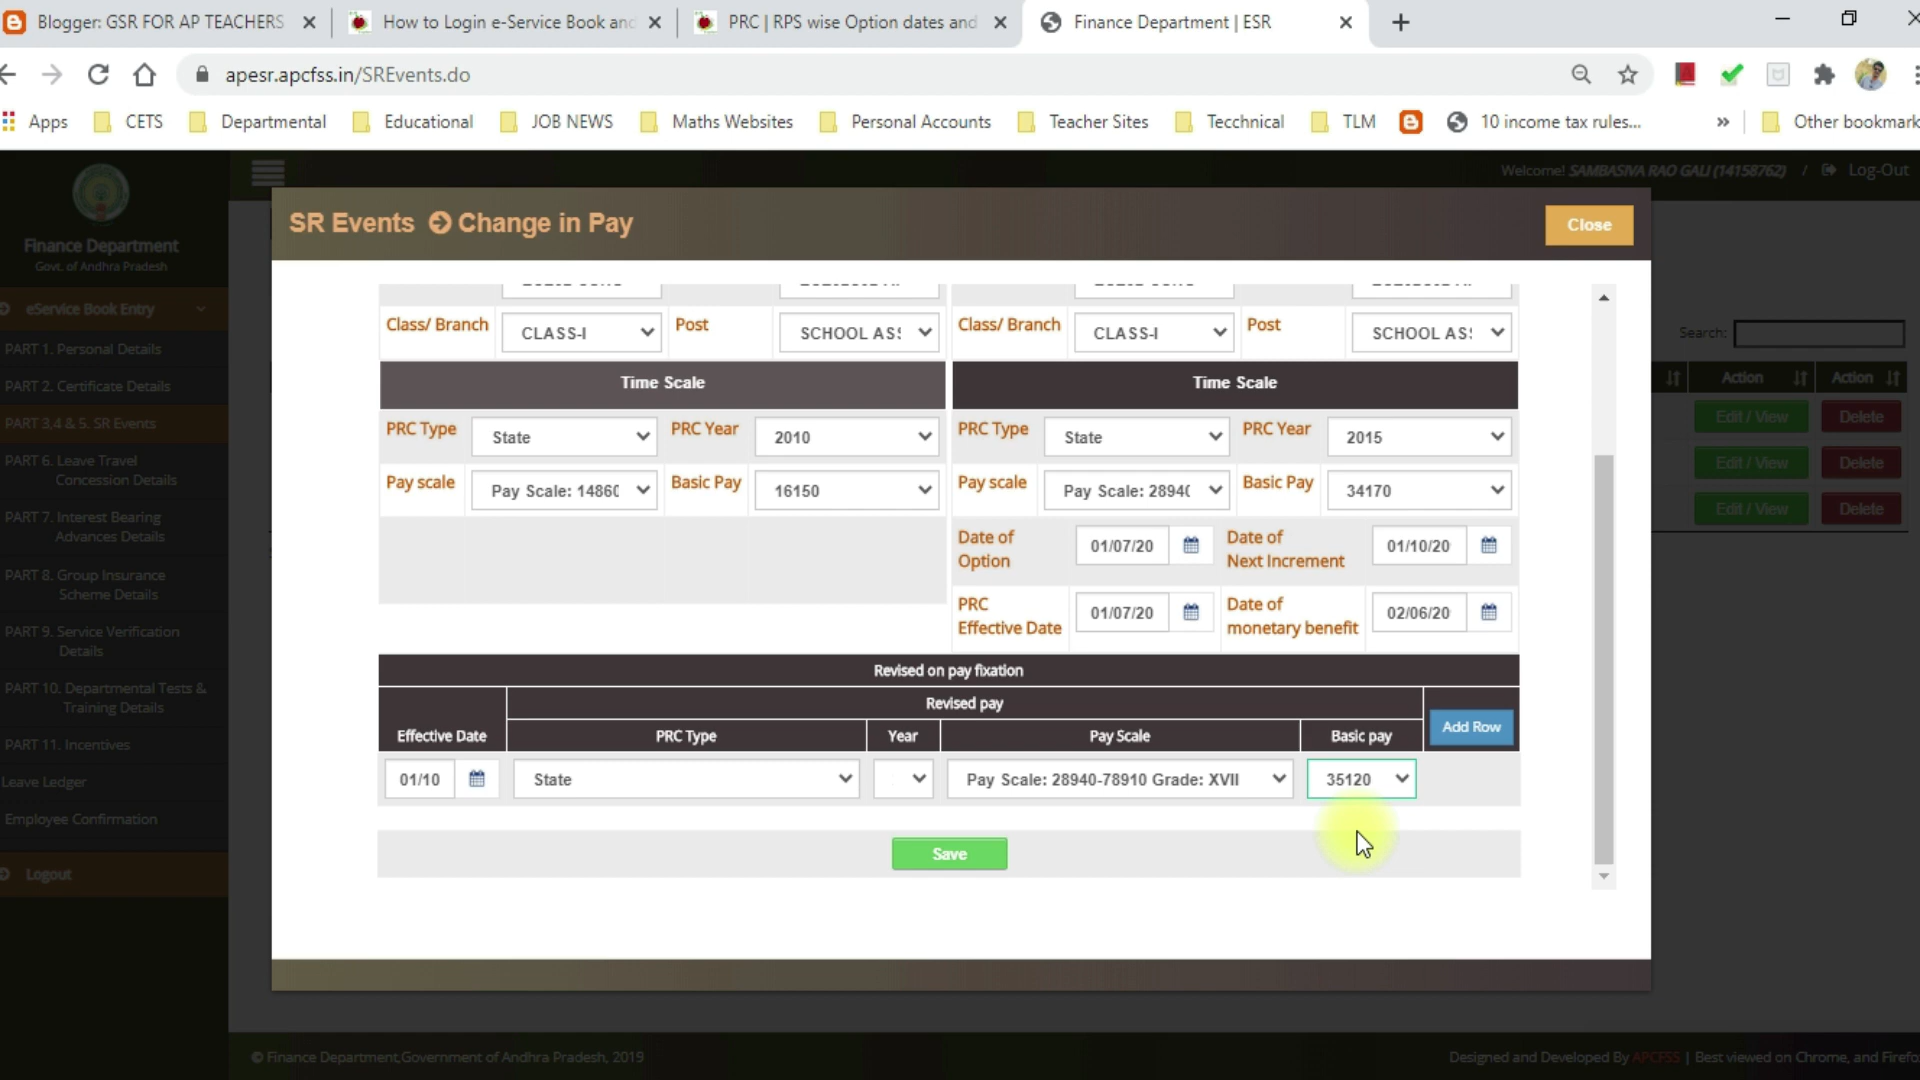 Blogger: GSR FOR AP TEACHERS
How to Login e-Service Book and
PRC | RPS wise Option dates and
Finance Department | ESR
apesr.apcfss.in/SREvents.do
Apps
CETS
Departmental
Educational
JOB NEWS
Maths Websites
Personal Accounts
Teacher Sites
Tecchnical
TLM
10 income tax rules...
»
Other bookmark
Finance Department
Govt. of Andhra Pradesh
Welcome! SAMBASIVA RAO GALI (14158762) / Log-Out
SR Events Change in Pay
Close
eService Book Entry
PART 1. Personal Details
PART 2. Certificate Details
PART 3,4 & 5. SR Events
PART 6. Leave Travel
Concession Details
PART 7. Interest Bearing
Advances Details
PART 8. Group Insurance
Scheme Details
PART 9. Service Verification
Details
PART 10. Departmental Tests &
Training Details
PART 11. Incentives
Leave Ledger
Employee Confirmation
Logout
Search:
Action Action
Edit / View Delete
Edit / View Delete
Edit / View Delete
Class/ Branch CLASS-I Post SCHOOL AS Class/ Branch CLASS-I Post SCHOOL AS
Time Scale Time Scale
PRC Type State PRC Year 2010 PRC Type State PRC Year 2015
Pay scale Pay Scale: 1486 Basic Pay 16150 Pay scale Pay Scale: 2894 Basic Pay 34170
Date of
Option
01/07/20
Date of
Next Increment
01/10/20
PRC
Effective Date
01/07/20
Date of
monetary benefit
02/06/20
Revised on pay fixation
Revised pay
Add Row
Effective Date PRC Type Year Pay Scale Basic pay
01/10 State Pay Scale: 28940-78910 Grade: XVII 35120
Save
© Finance Department,Government of Andhra Pradesh, 2019
Designed and Developed By APCFSS | Best viewed on Chrome, and Firefo